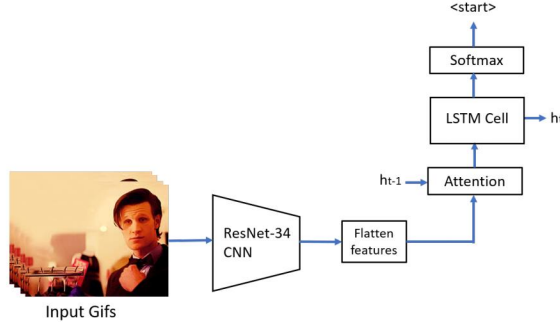 <start>
Softmax
LSTM Cell
ht-1
Attention
ResNet-34
CNN
Flatten
features
Input Gifs